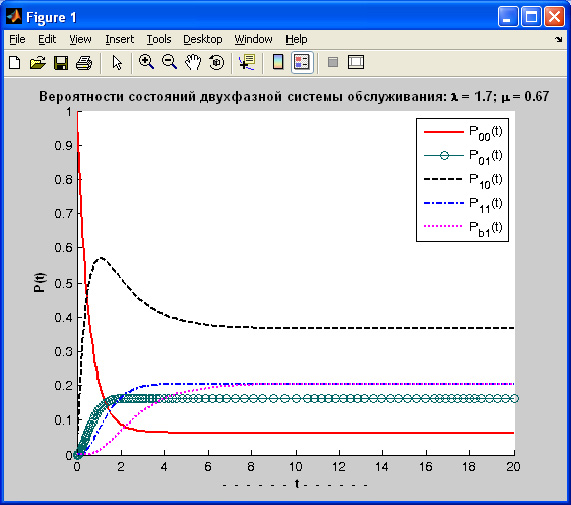 Figure 1
File Edit View Insert Tools Desktop Window Help
Вероятности состояний двухфазной системы обслуживания: λ = 1.7; μ = 0.67
1
0.9
0.8
0.7
0.6
0.5
0.4
0.3
0.2
0.1
0
P(t)
P00(t)
P01(t)
P10(t)
P11(t)
Pb1(t)
0 2 4 6 8 10 12 14 16 18 20
- - - - - - t - - - - - -